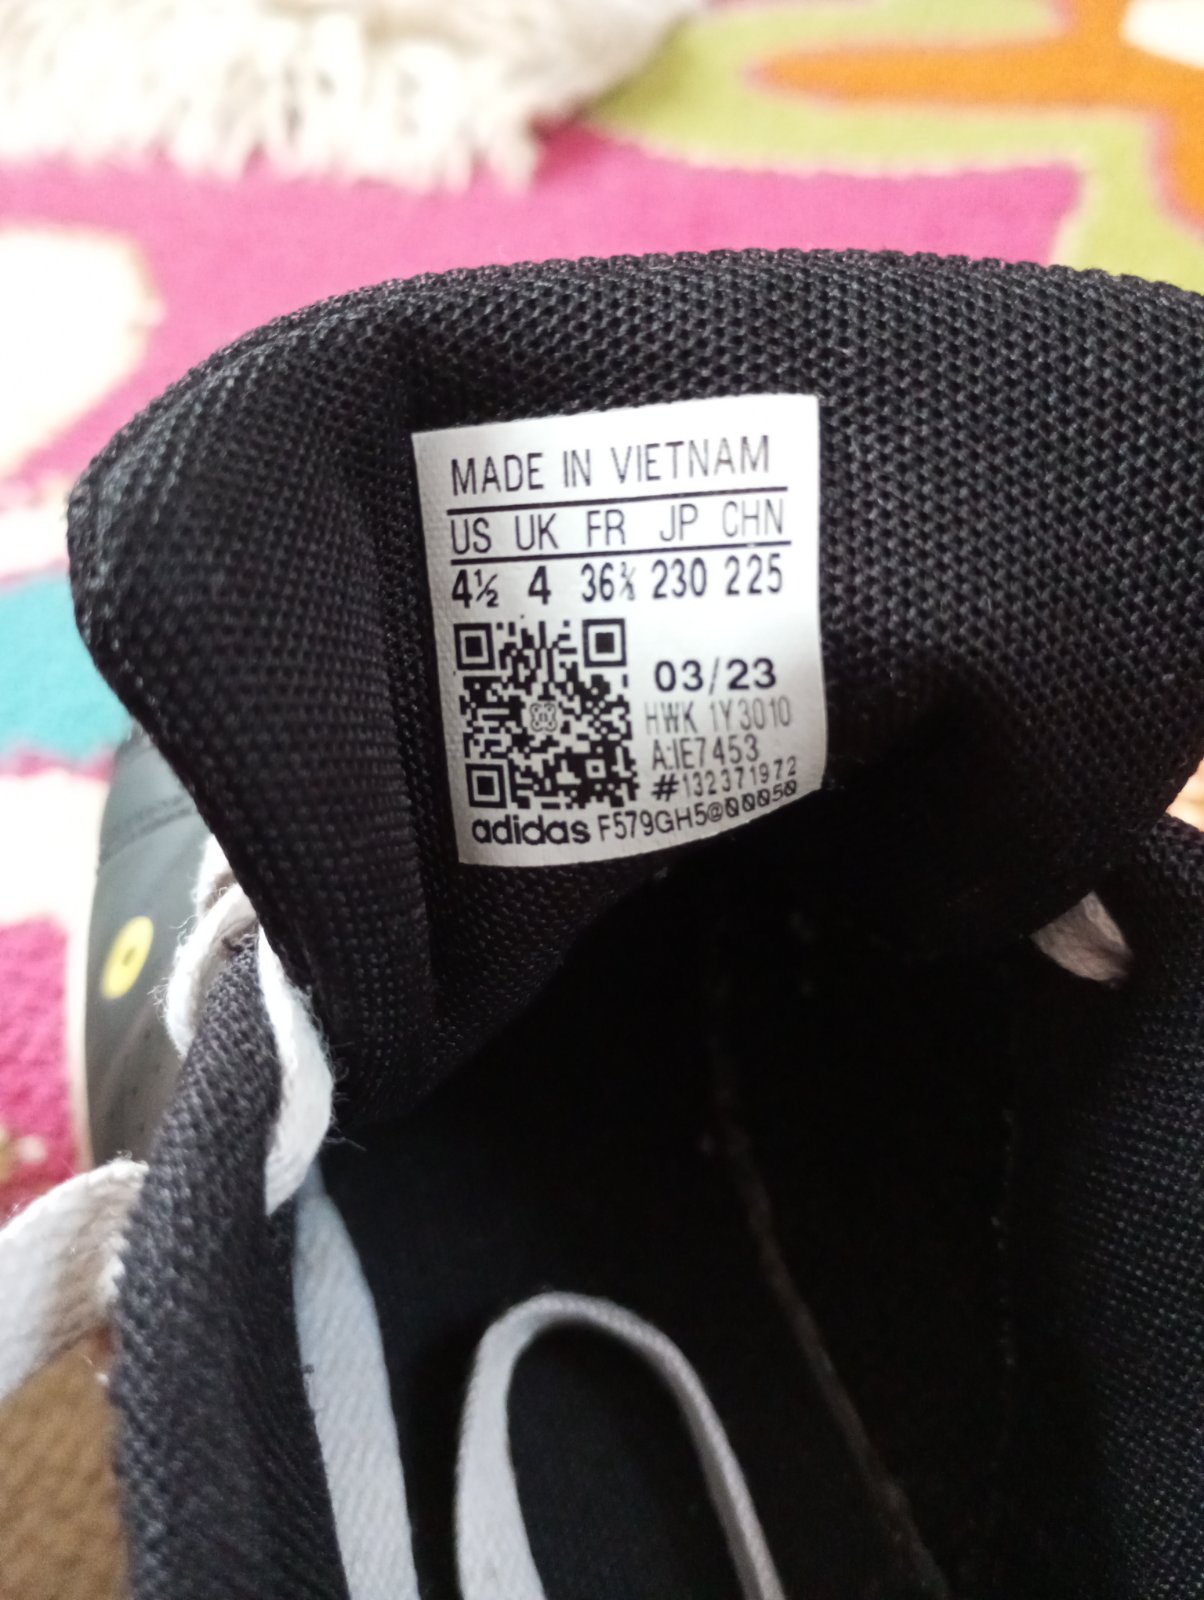 MADE IN VIETNAM
US UK FR JP CHN
4½ 4 36⅔ 230 225
03/23
HWK 1Y3010
A:IE7453
#132371972
adidas F579GH5@00050